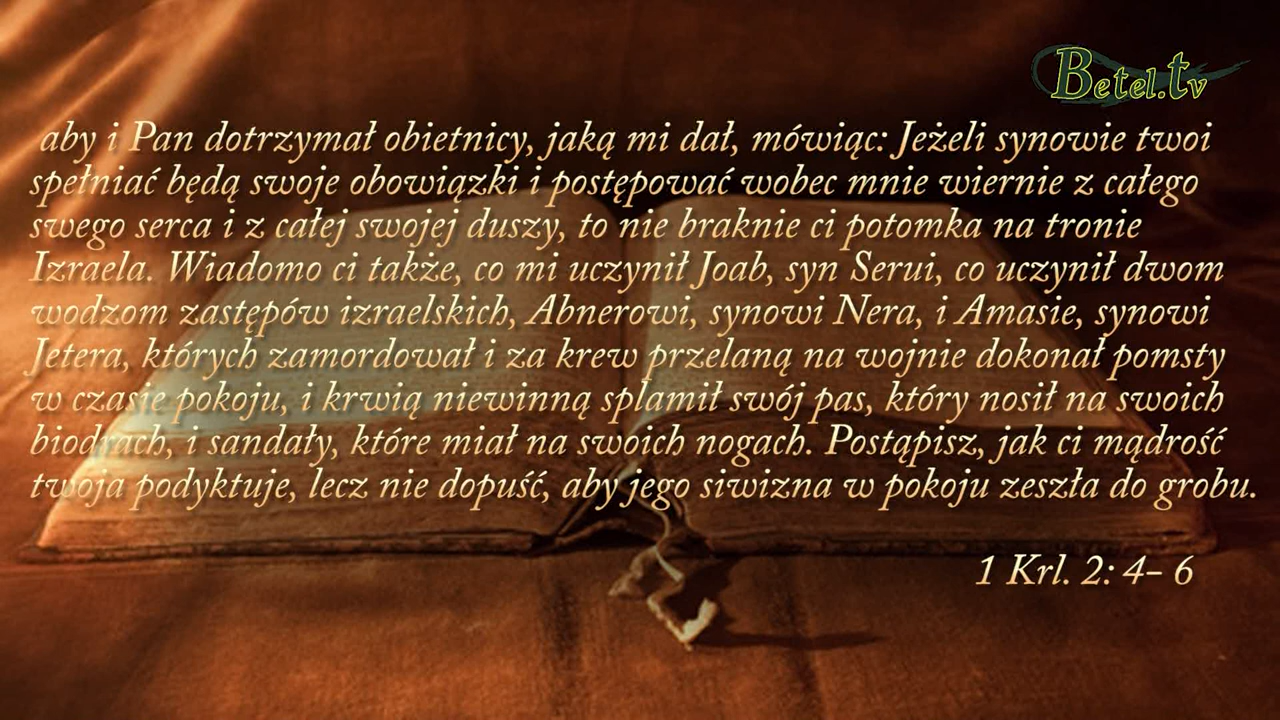 Betel.tv
aby i Pan dotrzymał obietnicy, jaką mi dał, mówiąc: Jeżeli synowie twoi
spełniać będą swoje obowiązki i postępować wobec mnie wiernie z całego
swego serca i z całej swojej duszy, to nie braknie ci potomka na tronie
Izraela. Wiadomo ci także, co mi uczynił Joab, syn Serui, co uczynił dwom
wodzom zastępów izraelskich, Abnerowi, synowi Nera, i Amasie, synowi
Jetera, których zamordował i za krew przelaną na wojnie dokonał pomsty
w czasie pokoju, i krwią niewinną splamił swój pas, który nosił na swoich
biodrach, i sandały, które miał na swoich nogach. Postąpisz, jak ci mądrość
twoja podyktuje, lecz nie dopuść, aby jego siwizna w pokoju zeszła do grobu.
1 Krl. 2: 4- 6